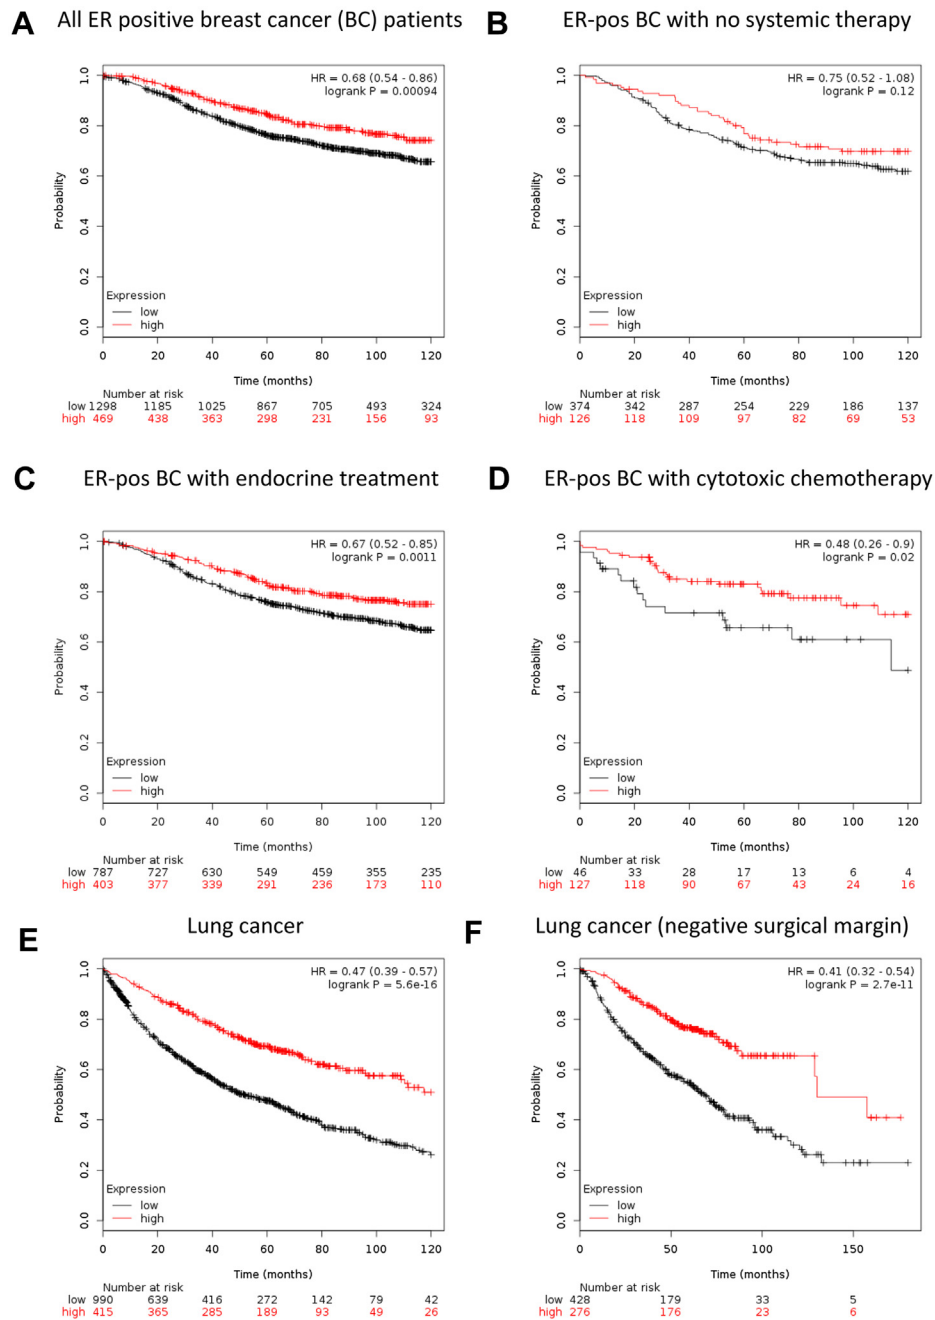 A All ER positive breast cancer (BC) patients
HR = 0.68 (0.54 - 0.86)
logrank P = 0.00094
Probability
1.0
0.8
0.6
0.4
0.2
0.0
Expression
low
high
0 20 40 60 80 100 120
Time (months)
Number at risk
low 1298 1185 1025 867 705 493 324
high 469 438 363 298 231 156 93
B ER-pos BC with no systemic therapy
HR = 0.75 (0.52 - 1.08)
logrank P = 0.12
Probability
1.0
0.8
0.6
0.4
0.2
0.0
Expression
low
high
0 20 40 60 80 100 120
Time (months)
Number at risk
low 374 342 287 254 229 186 137
high 126 118 109 97 82 69 53
C ER-pos BC with endocrine treatment
HR = 0.67 (0.52 - 0.85)
logrank P = 0.0011
Probability
1.0
0.8
0.6
0.4
0.2
0.0
Expression
low
high
0 20 40 60 80 100 120
Time (months)
Number at risk
low 787 727 630 549 459 355 235
high 403 377 339 291 236 173 110
D ER-pos BC with cytotoxic chemotherapy
HR = 0.48 (0.26 - 0.9)
logrank P = 0.02
Probability
1.0
0.8
0.6
0.4
0.2
0.0
Expression
low
high
0 20 40 60 80 100 120
Time (months)
Number at risk
low 46 33 28 17 13 6 4
high 127 118 90 67 43 24 16
E Lung cancer
HR = 0.47 (0.39 - 0.57)
logrank P = 5.6e-16
Probability
1.0
0.8
0.6
0.4
0.2
0.0
Expression
low
high
0 20 40 60 80 100 120
Time (months)
Number at risk
low 990 639 416 272 142 79 42
high 415 365 285 189 93 49 26
F Lung cancer (negative surgical margin)
HR = 0.41 (0.32 - 0.54)
logrank P = 2.7e-11
Probability
1.0
0.8
0.6
0.4
0.2
0.0
Expression
low
high
0 50 100 150
Time (months)
Number at risk
low 428 179 33 5
high 276 176 23 6